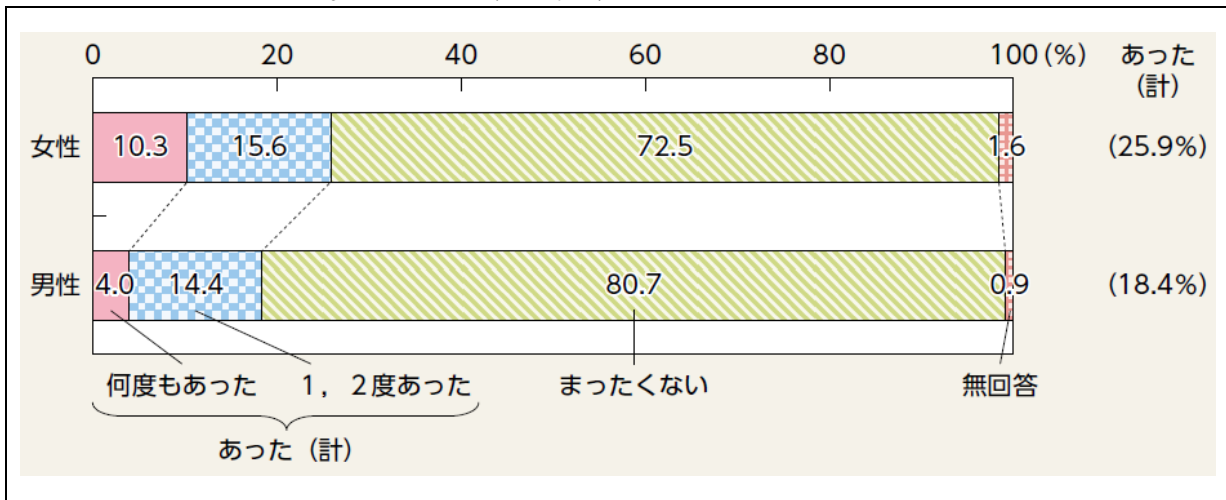 0 20 40 60 80 100(%) あった
(計)
女性 10.3 15.6 72.5 1.6 (25.9%)
男性 4.0 14.4 80.7 0.9 (18.4%)
何度もあった 1，2度あった まったくない 無回答
あった（計）